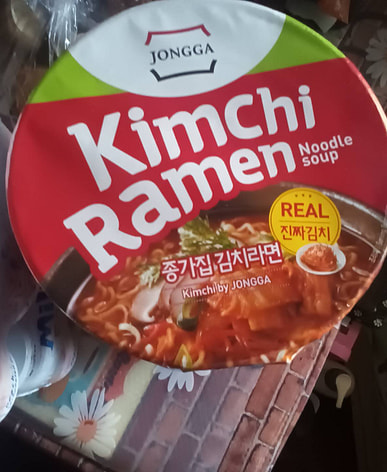 JONGGA
Kimchi
Ramen
Noodle
soup
REAL
진짜김치
종가집 김치라면
Kimchi by JONGGA